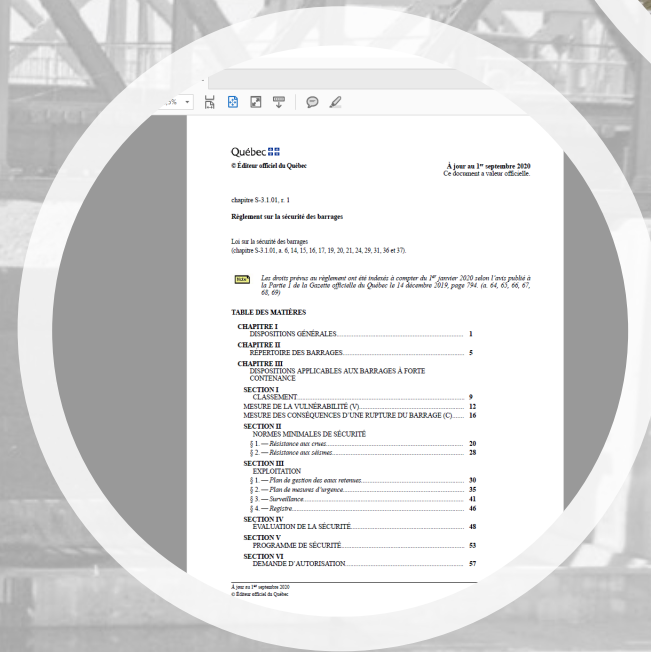 Québec
© Éditeur officiel du Québec
À jour au 1er septembre 2020
Ce document a valeur officielle.
chapitre S-3.1.01, r. 1
Règlement sur la sécurité des barrages
Loi sur la sécurité des barrages
(chapitre S-3.1.01, a. 6, 14, 15, 16, 17, 19, 20, 21, 24, 29, 31, 36 et 37).
Les droits prévus au règlement ont été indexés à compter du 1er janvier 2020 selon l'avis publié à
la Partie 1 de la Gazette officielle du Québec le 14 décembre 2019, page 794. (a. 64, 65, 66, 67,
68, 69)
TABLE DES MATIÈRES
CHAPITRE I
DISPOSITIONS GÉNÉRALES 1
CHAPITRE II
RÉPERTOIRE DES BARRAGES 5
CHAPITRE III
DISPOSITIONS APPLICABLES AUX BARRAGES À FORTE
CONTENANCE
SECTION I
CLASSEMENT 9
MESURE DE LA VULNÉRABILITÉ (V) 12
MESURE DES CONSÉQUENCES D'UNE RUPTURE DU BARRAGE (C) 16
SECTION II
NORMES MINIMALES DE SÉCURITÉ
§ 1. — Résistance aux crues 20
§ 2. — Résistance aux séismes 28
SECTION III
EXPLOITATION
§ 1. — Plan de gestion des eaux retenues 30
§ 2. — Plan de mesures d'urgence 35
§ 3. — Surveillance 41
§ 4. — Registre 46
SECTION IV
ÉVALUATION DE LA SÉCURITÉ 48
SECTION V
PROGRAMME DE SÉCURITÉ 53
SECTION VI
DEMANDE D'AUTORISATION 57
À jour au 1er septembre 2020
© Éditeur officiel du Québec